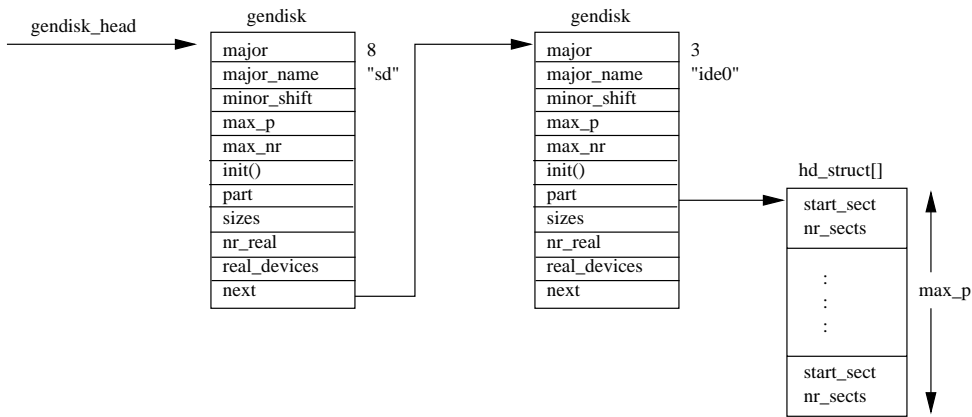 gendisk_head
gendisk
major
major_name
minor_shift
max_p
max_nr
init()
part
sizes
nr_real
real_devices
next
8
"sd"
gendisk
major
major_name
minor_shift
max_p
max_nr
init()
part
sizes
nr_real
real_devices
next
3
"ide0"
hd_struct[]
start_sect
nr_sects
:
:
:
start_sect
nr_sects
max_p